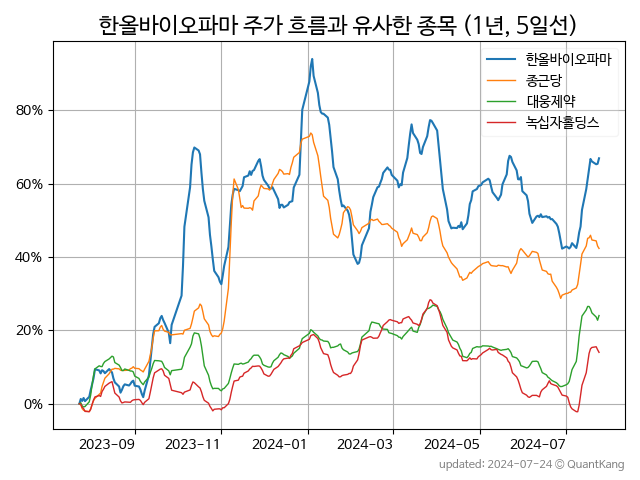 한올바이오파마 주가 흐름과 유사한 종목 (1년, 5일선)
한올바이오파마
종근당
대웅제약
녹십자홀딩스
80%
60%
40%
20%
0%
2023-09 2023-11 2024-01 2024-03 2024-05 2024-07
updated: 2024-07-24 © QuantKang